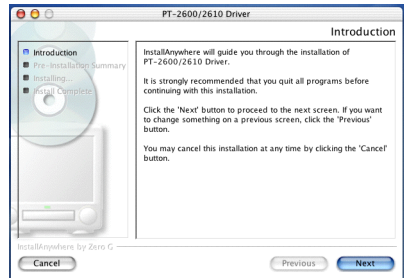 PT-2600/2610 Driver
Introduction
Introduction
Pre-Installation Summary
Installing...
Install Complete
InstallAnywhere will guide you through the installation of
PT-2600/2610 Driver.
It is strongly recommended that you quit all programs before
continuing with this installation.
Click the 'Next' button to proceed to the next screen. If you want
to change something on a previous screen, click the 'Previous'
button.
You may cancel this installation at any time by clicking the 'Cancel'
button.
InstallAnywhere by Zero G
Cancel
Previous
Next